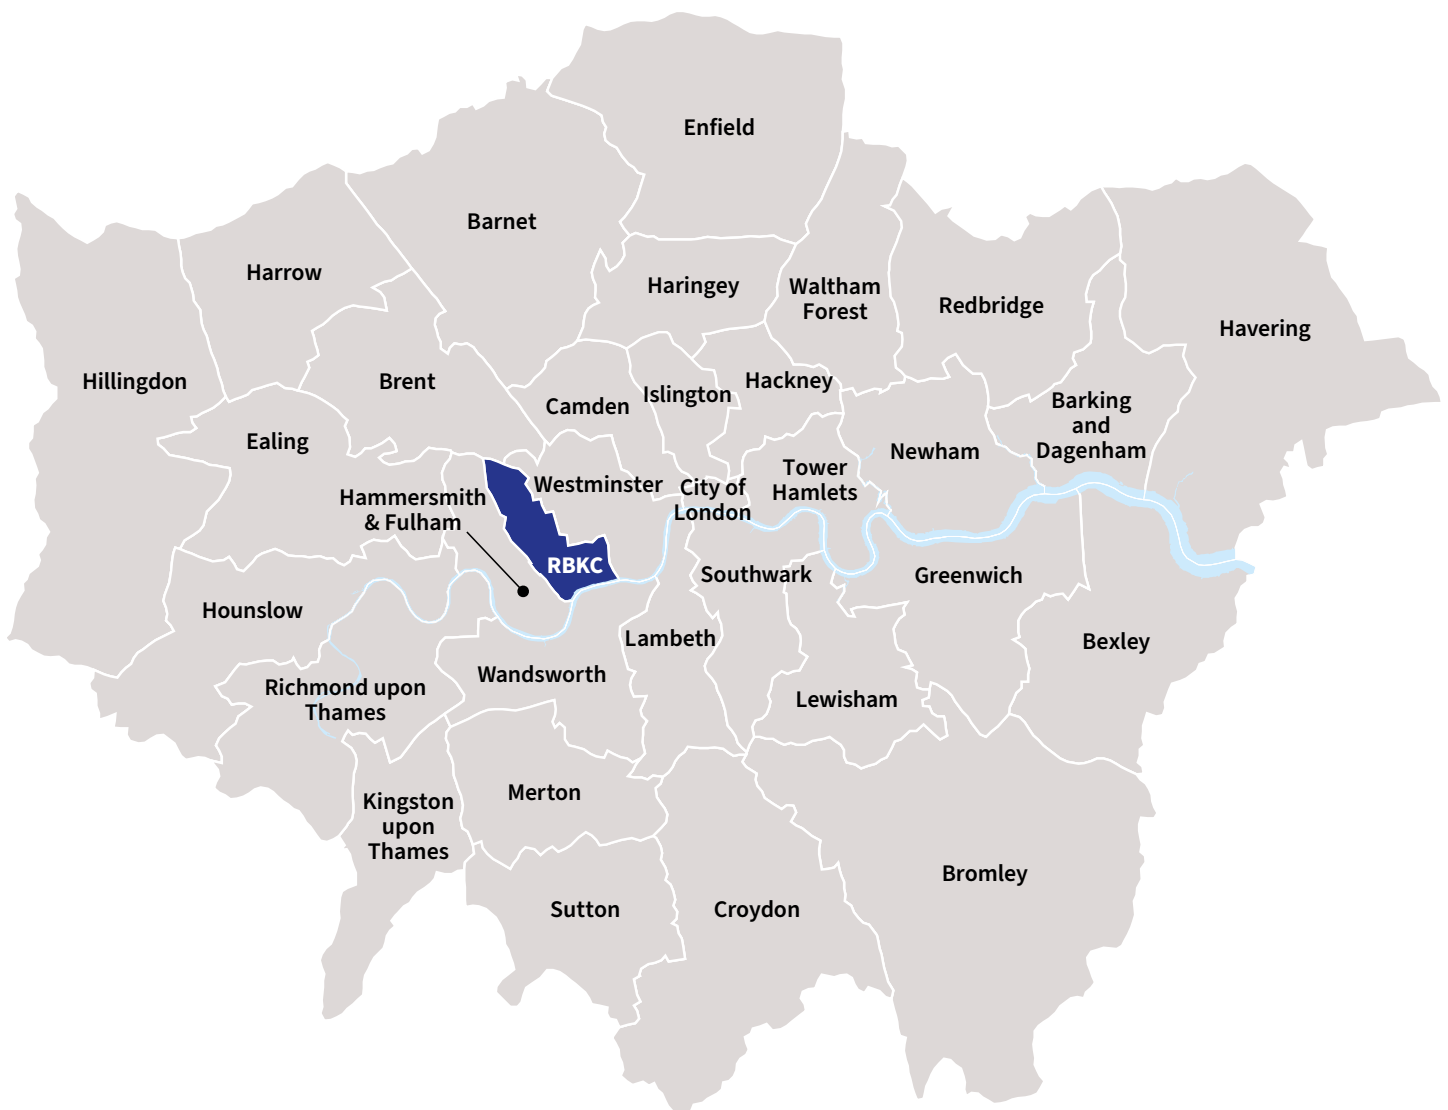 Enfield
Barnet
Harrow
Haringey
Waltham
Forest
Redbridge
Havering
Hillingdon
Brent
Camden
Islington
Hackney
Barking
and
Dagenham
Ealing
Newham
Hammersmith
& Fulham
Westminster
City of
London
Tower
Hamlets
RBKC
Southwark
Greenwich
Hounslow
Lambeth
Bexley
Richmond upon
Thames
Wandsworth
Lewisham
Kingston
upon
Thames
Merton
Bromley
Sutton
Croydon